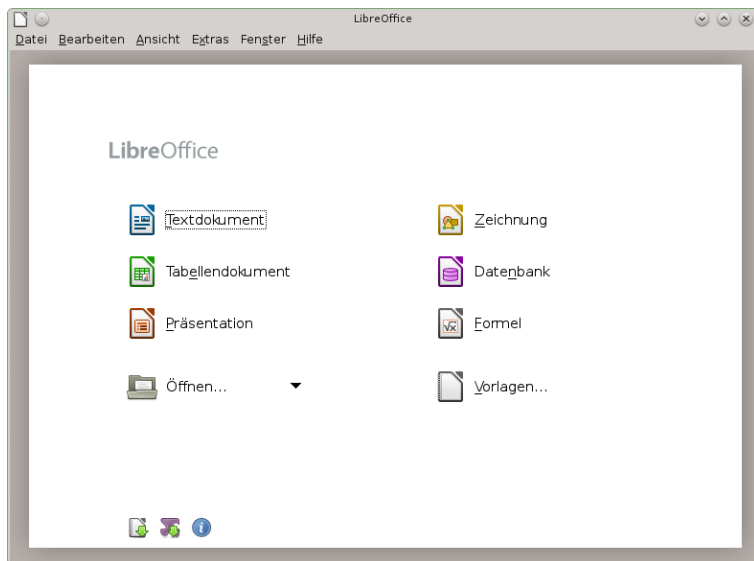 LibreOffice
Datei Bearbeiten Ansicht Extras Fenster Hilfe
LibreOffice
Textdokument
Zeichnung
Tabellendokument
Datenbank
Präsentation
Formel
Öffnen...
Vorlagen...